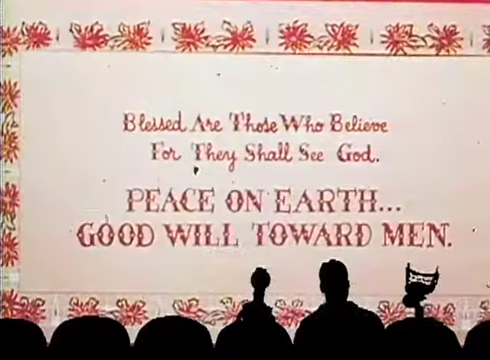 Blessed Are Those Who Believe
For They Shall See God.
PEACE ON EARTH...
GOOD WILL TOWARD MEN.